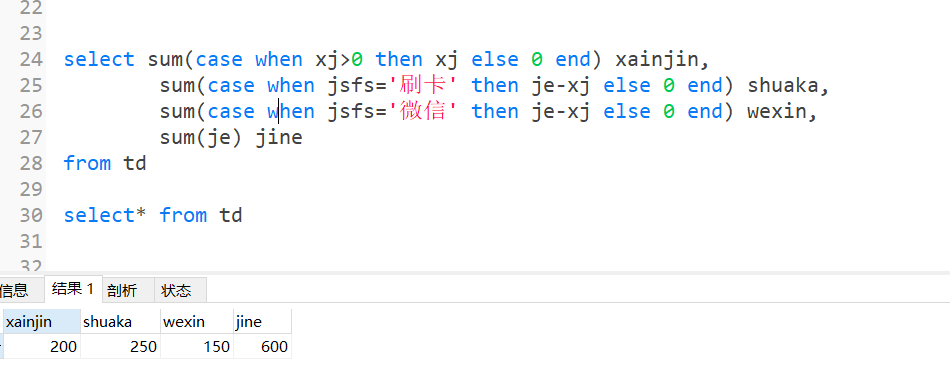 22
23
24 select sum(case when xj>0 then xj else 0 end) xainjin,
25 sum(case when jsfs='刷卡' then je-xj else 0 end) shuaka,
26 sum(case when jsfs='微信' then je-xj else 0 end) wexin,
27 sum(je) jine
28 from td
29
30 select* from td
31
32
信息 结果 1 剖析 状态
xainjin shuaka wexin jine
200 250 150 600